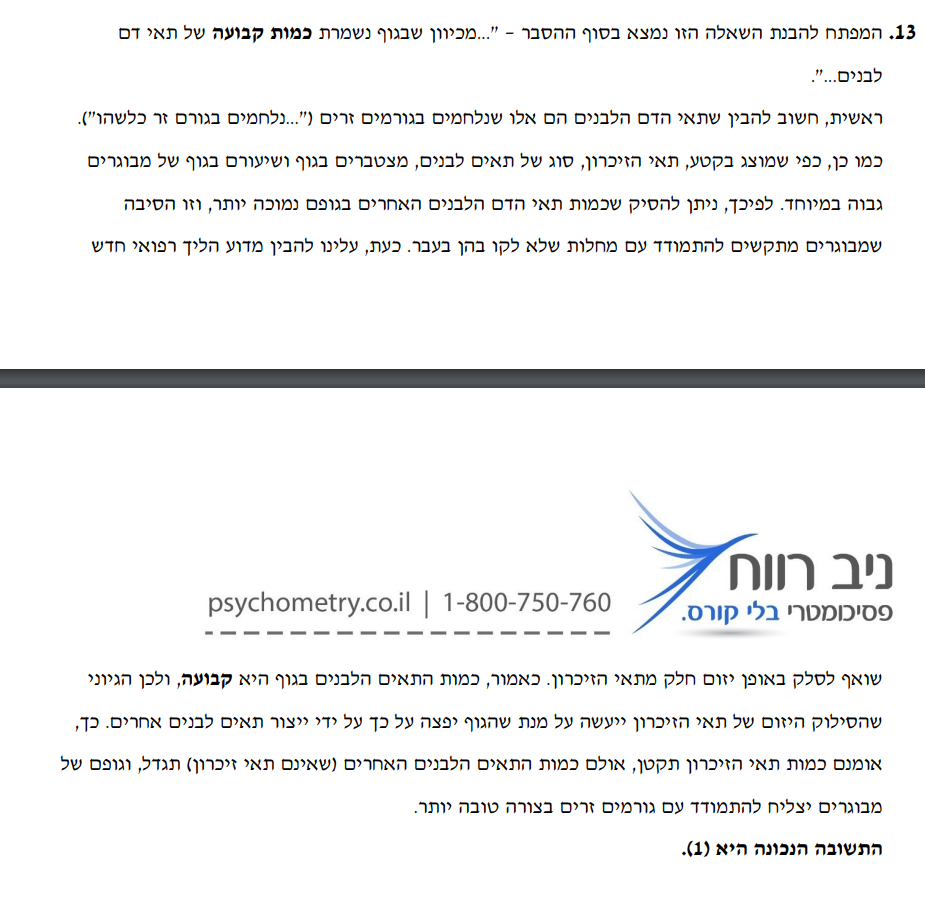 13. המפתח להבנת השאלה הזו נמצא בסוף ההסבר – "...מכיוון שבגוף נשמרת כמות קבועה של תאי דם
לבנים...".
ראשית, חשוב להבין שתאי הדם הלבנים הם אלו שנלחמים בגורמים זרים ("...נלחמים בגורם זר כלשהו").
כמו כן, כפי שמוצג בקטע, תאי הזיכרון, סוג של תאים לבנים, מצטברים בגוף ושיעורם בגוף של מבוגרים
גבוה במיוחד. לפיכך, ניתן להסיק שכמות תאי הדם הלבנים האחרים בגופם נמוכה יותר, וזו הסיבה
שמבוגרים מתקשים להתמודד עם מחלות שלא לקו בהן בעבר. כעת, עלינו להבין מדוע הליך רפואי חדש
ניב רווח
פסיכומטרי בלי קורס.
psychometry.co.il | 1-800-750-760
שואף לסלק באופן יזום חלק מתאי הזיכרון. כאמור, כמות התאים הלבנים בגוף היא קבועה, ולכן הגיוני
שהסילוק היזום של תאי הזיכרון ייעשה על מנת שהגוף יפצה על כך על ידי ייצור תאים לבנים אחרים. כך,
אומנם כמות תאי הזיכרון תקטן, אולם כמות התאים הלבנים האחרים (שאינם תאי זיכרון) תגדל, וגופם של
מבוגרים יצליח להתמודד עם גורמים זרים בצורה טובה יותר.
התשובה הנכונה היא (1).